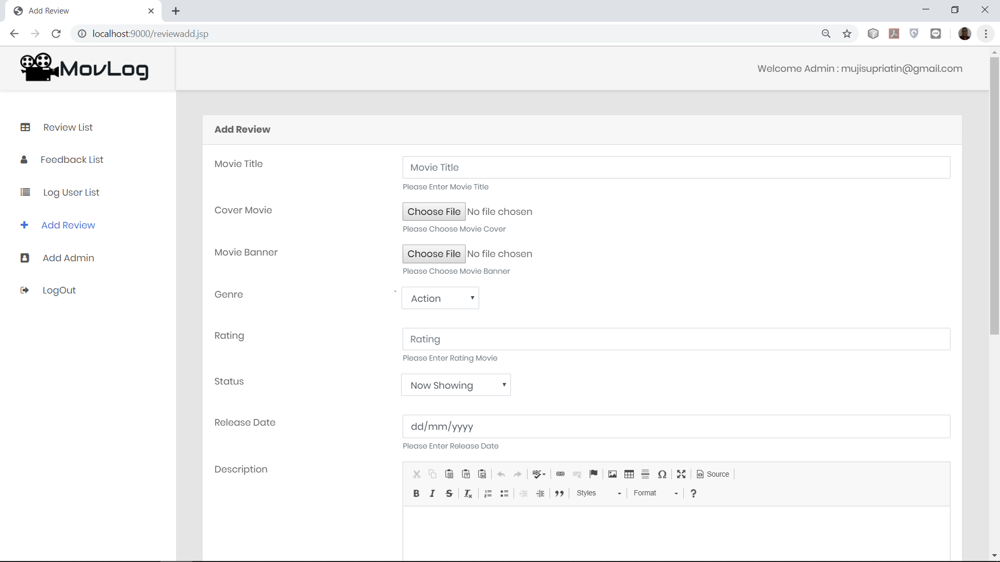 Add Review
localhost:9000/reviewadd.jsp
MovLog
Welcome Admin : mujisupriatin@gmail.com
Review List
Feedback List
Log User List
Add Review
Add Admin
LogOut
Add Review
Movie Title
Movie Title
Please Enter Movie Title
Cover Movie
Choose File No file chosen
Please Choose Movie Cover
Movie Banner
Choose File No file chosen
Please Choose Movie Banner
Genre
` Action
Rating
Rating
Please Enter Rating Movie
Status
Now Showing
Release Date
dd/mm/yyyy
Please Enter Release Date
Description
ABC Ω Source
B I S Tx Styles Format ?